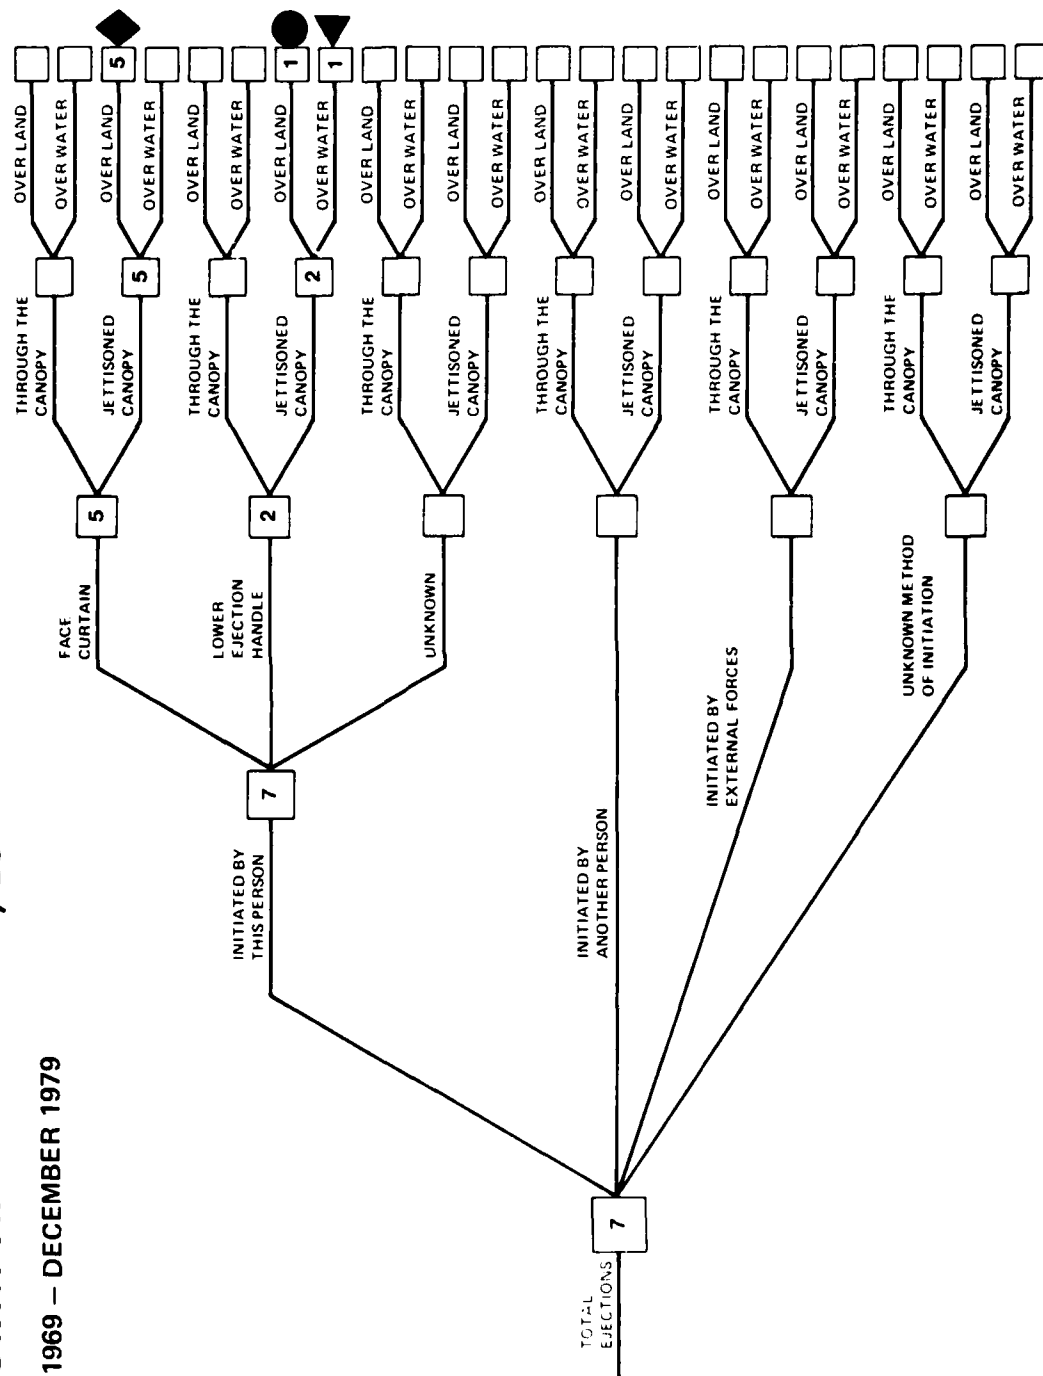 1969 – DECEMBER 1979
TOTAL
EJECTIONS
7
INITIATED BY
THIS PERSON
7
INITIATED BY
ANOTHER PERSON
INITIATED BY
EXTERNAL FORCES
UNKNOWN METHOD
OF INITIATION
FACE
CURTAIN
5
LOWER
EJECTION
HANDLE
2
UNKNOWN
THROUGH THE
CANOPY
JETTISONED
CANOPY
5
THROUGH THE
CANOPY
JETTISONED
CANOPY
2
THROUGH THE
CANOPY
JETTISONED
CANOPY
THROUGH THE
CANOPY
JETTISONED
CANOPY
THROUGH THE
CANOPY
JETTISONED
CANOPY
THROUGH THE
CANOPY
JETTISONED
CANOPY
OVER LAND
OVER WATER
OVER LAND
5
OVER WATER
OVER LAND
OVER WATER
OVER LAND
1
OVER WATER
1
OVER LAND
OVER WATER
OVER LAND
OVER WATER
OVER LAND
OVER WATER
OVER LAND
OVER WATER
OVER LAND
OVER WATER
OVER LAND
OVER WATER
OVER LAND
OVER WATER
OVER LAND
OVER WATER